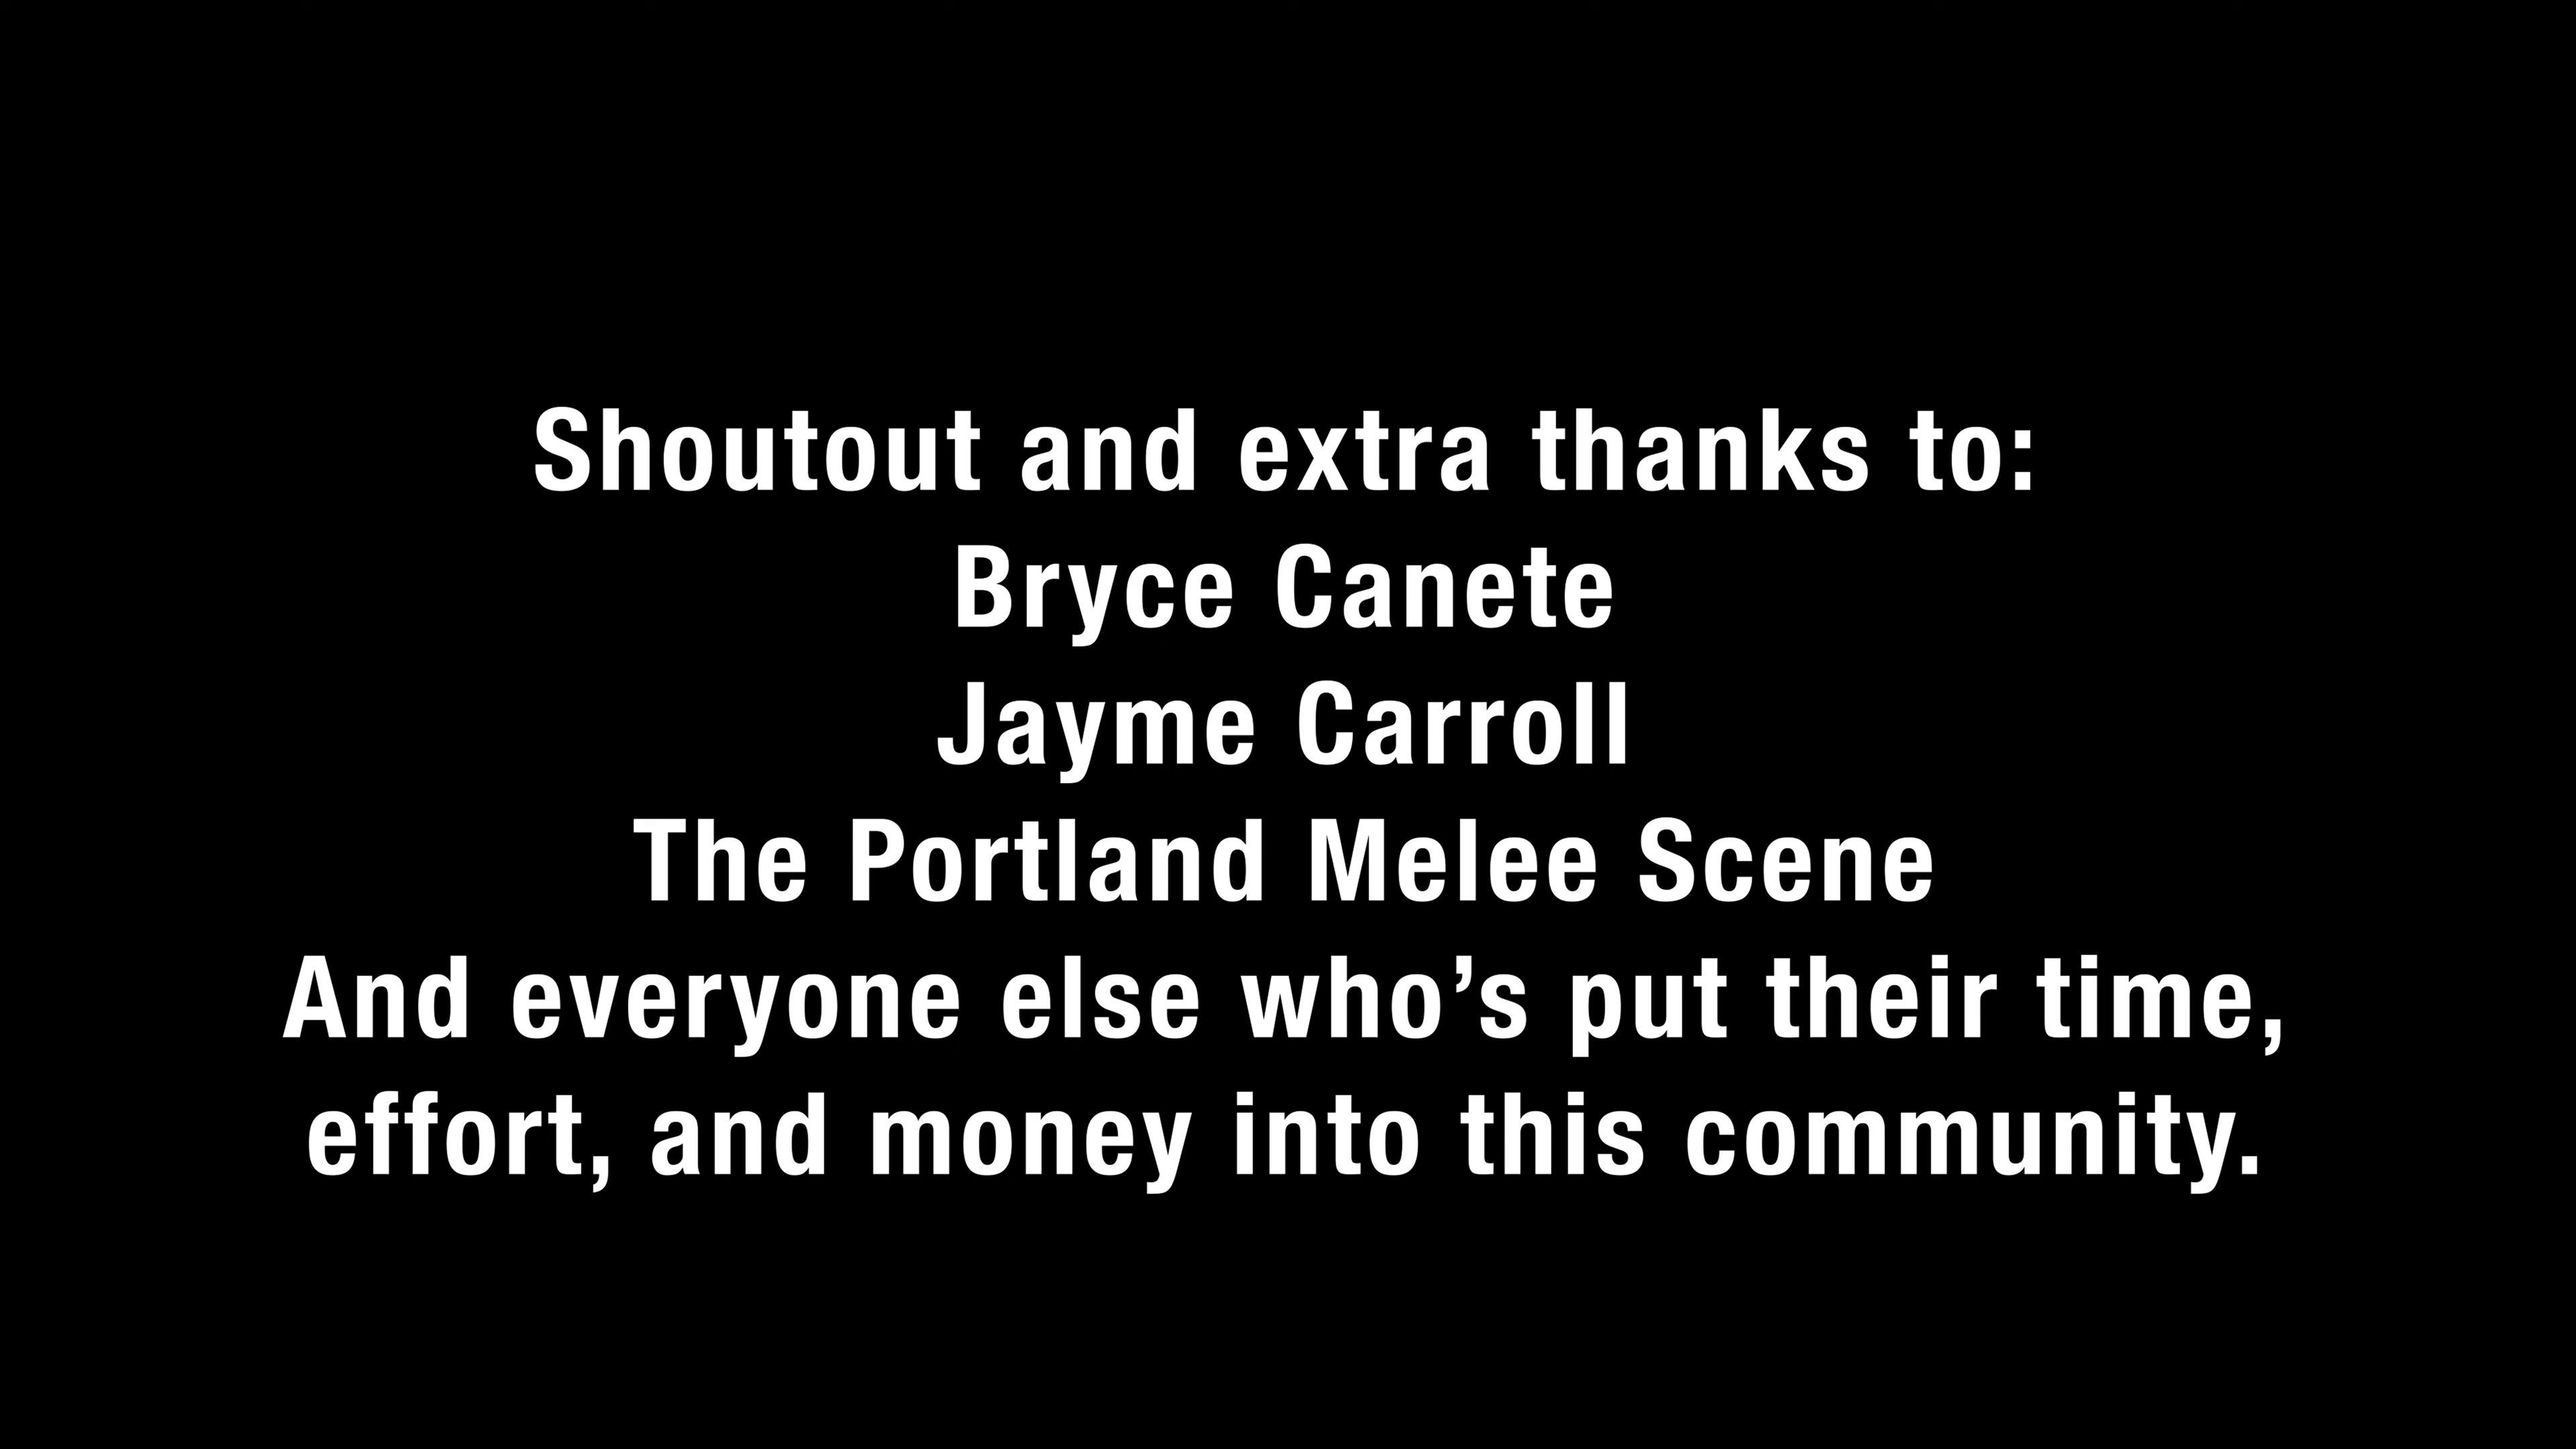 Shoutout and extra thanks to:
Bryce Canete
Jayme Carroll
The Portland Melee Scene
And everyone else who’s put their time,
effort, and money into this community.